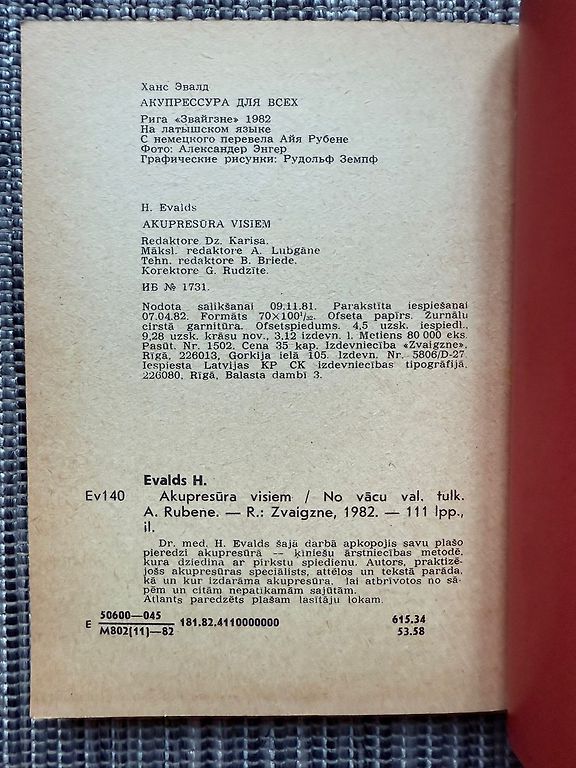 Ханс Эвалд
АКУПРЕССУРА ДЛЯ ВСЕХ
Рига «Звайгзне» 1982
На латышском языке
С немецкого перевела Айя Рубене
Фото: Александер Энгер
Графические рисунки: Рудольф Земпф
H. Evalds
AKUPRESŪRA VISIEM
Redaktore Dz. Kariņa.
Māksl. redaktore A. Lubgāne
Tehn. redaktore B. Briede.
Korektore G. Rudzīte.
ИБ № 1731.
Nodota salikšanai 09.11.81. Parakstīta iespiešanai
07.04.82. Formāts 70×100¹/₃₂. Ofseta papīrs. Žurnālu
cirstā garnitūra. Ofsetspiedums. 4,5 uzsk. iespiedl.,
9,28 uzsk. krāsu nov., 3,12 izdevn. l. Metiens 80 000 eks.
Pasūt. Nr. 1502. Cena 35 kap. Izdevniecība «Zvaigzne»,
Rīgā, 226013, Gorkija ielā 105. Izdevn. Nr. 5806/D-27
Iespiesta Latvijas KP CK izdevniecības tipogrāfijā,
226080, Rīgā, Balasta dambī 3.
Evalds H.
Ev140 Akupresūra visiem / No vācu val. tulk.
A. Rubene. — R.: Zvaigzne, 1982. — 111 lpp.,
il.
Dr. med. H. Evalds šajā darbā apkopojis savu plašo
pieredzi akupresūrā — ķīniešu ārstniecības metodē,
kura dziedina ar pirkstu spiedienu. Autors, praktizē-
jošs akupresūras speciālists, attēlos un tekstā parāda,
kā un kur izdarāma akupresūra, lai atbrīvotos no sā-
pēm un citām nepatīkamām sajūtām.
Atlants paredzēts plašam lasītāju lokam.
E 50600—045 181.82.4110000000 615.34
M802(11)—82 53.58